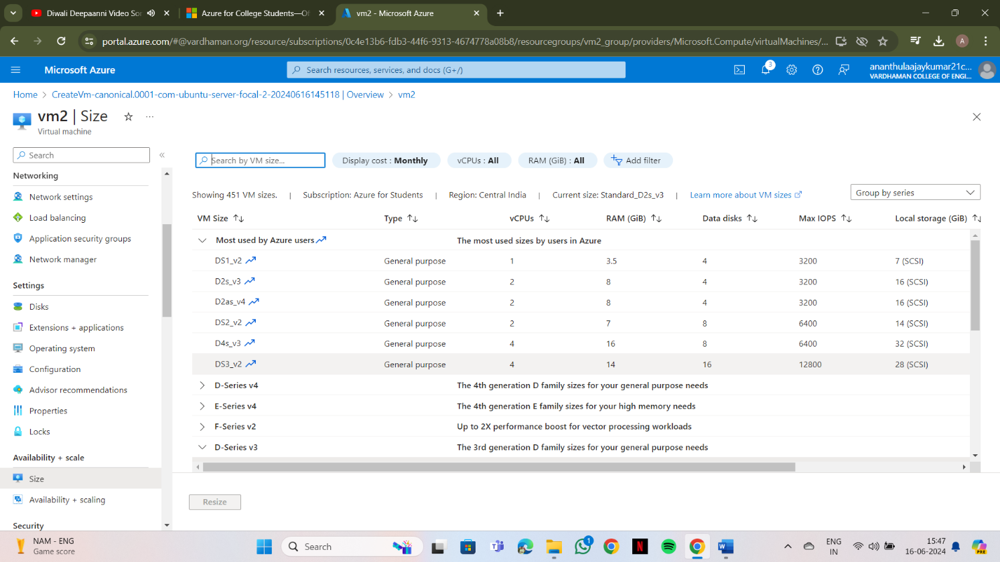 Diwali Deepaanni Video Son
Azure for College Students—Of
vm2 - Microsoft Azure
portal.azure.com/#@vardhaman.org/resource/subscriptions/0c4e13b6-fdb3-44f6-9313-4674778a08b8/resourcegroups/vm2_group/providers/Microsoft.Compute/virtualMachines/...
A
Microsoft Azure
Search resources, services, and docs (G+/)
3
ananthulaajaykumar21c...
VARDHAMAN COLLEGE OF ENGI...
Home > CreateVm-canonical.0001-com-ubuntu-server-focal-2-20240616145118 | Overview > vm2
vm2 | Size
Virtual machine
Search
Search by VM size...
Display cost : Monthly
vCPUs : All
RAM (GiB) : All
Add filter
Networking
Network settings
Load balancing
Application security groups
Network manager
Settings
Disks
Extensions + applications
Operating system
Configuration
Advisor recommendations
Properties
Locks
Availability + scale
Size
Availability + scaling
Security
Showing 451 VM sizes. | Subscription: Azure for Students | Region: Central India | Current size: Standard_D2s_v3 | Learn more about VM sizes
Group by series
VM Size Type vCPUs RAM (GiB) Data disks Max IOPS Local storage (GiB)
Most used by Azure users The most used sizes by users in Azure
DS1_v2 General purpose 1 3.5 4 3200 7 (SCSI)
D2s_v3 General purpose 2 8 4 3200 16 (SCSI)
D2as_v4 General purpose 2 8 4 3200 16 (SCSI)
DS2_v2 General purpose 2 7 8 6400 14 (SCSI)
D4s_v3 General purpose 4 16 8 6400 32 (SCSI)
DS3_v2 General purpose 4 14 16 12800 28 (SCSI)
D-Series v4 The 4th generation D family sizes for your general purpose needs
E-Series v4 The 4th generation E family sizes for your high memory needs
F-Series v2 Up to 2X performance boost for vector processing workloads
D-Series v3 The 3rd generation D family sizes for your general purpose needs
Resize
NAM - ENG
Game score
Search
1
ENG
IN
15:47
16-06-2024
PRE